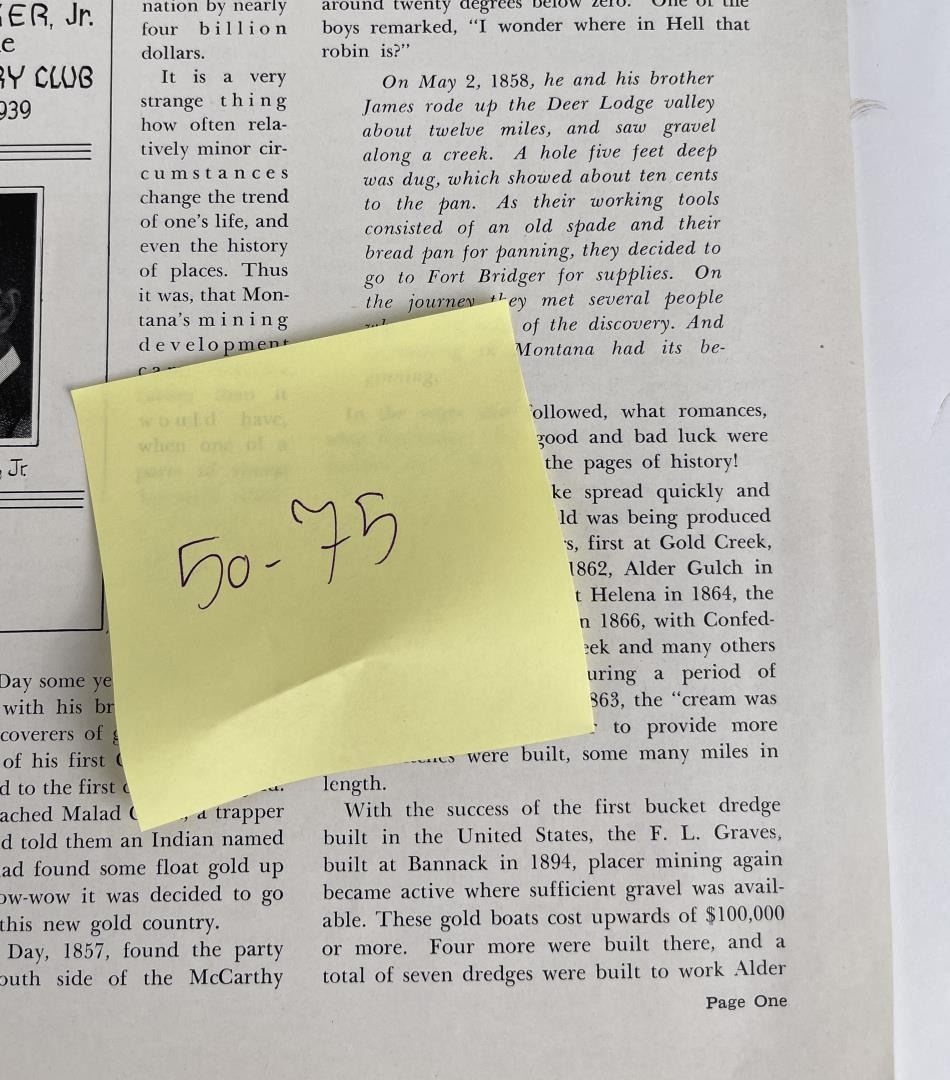 ER, Jr.
e
RY CLUB
939
, Jr.
nation by nearly
four billion
dollars.
It is a very
strange thing
how often rela-
tively minor cir-
cumstances
change the trend
of one's life, and
even the history
of places. Thus
it was, that Mon-
tana's mining
development
would have,
when one of a
Day some ye
with his br
coverers of g
of his first
d to the first
ached Malad C a trapper
d told them an Indian named
ad found some float gold up
ow-wow it was decided to go
this new gold country.
Day, 1857, found the party
outh side of the McCarthy
around twenty degrees below zero. One of the
boys remarked, "I wonder where in Hell that
robin is?"
On May 2, 1858, he and his brother
James rode up the Deer Lodge valley
about twelve miles, and saw gravel
along a creek. A hole five feet deep
was dug, which showed about ten cents
to the pan. As their working tools
consisted of an old spade and their
bread pan for panning, they decided to
go to Fort Bridger for supplies. On
the journey they met several people
of the discovery. And
Montana had its be-
ginning.
followed, what romances,
good and bad luck were
the pages of history!
ke spread quickly and
ld was being produced
s, first at Gold Creek,
1862, Alder Gulch in
t Helena in 1864, the
n 1866, with Confed-
eek and many others
uring a period of
863, the "cream was
to provide more
were built, some many miles in
length.
With the success of the first bucket dredge
built in the United States, the F. L. Graves,
built at Bannack in 1894, placer mining again
became active where sufficient gravel was avail-
able. These gold boats cost upwards of $100,000
or more. Four more were built there, and a
total of seven dredges were built to work Alder
Page One
50-75